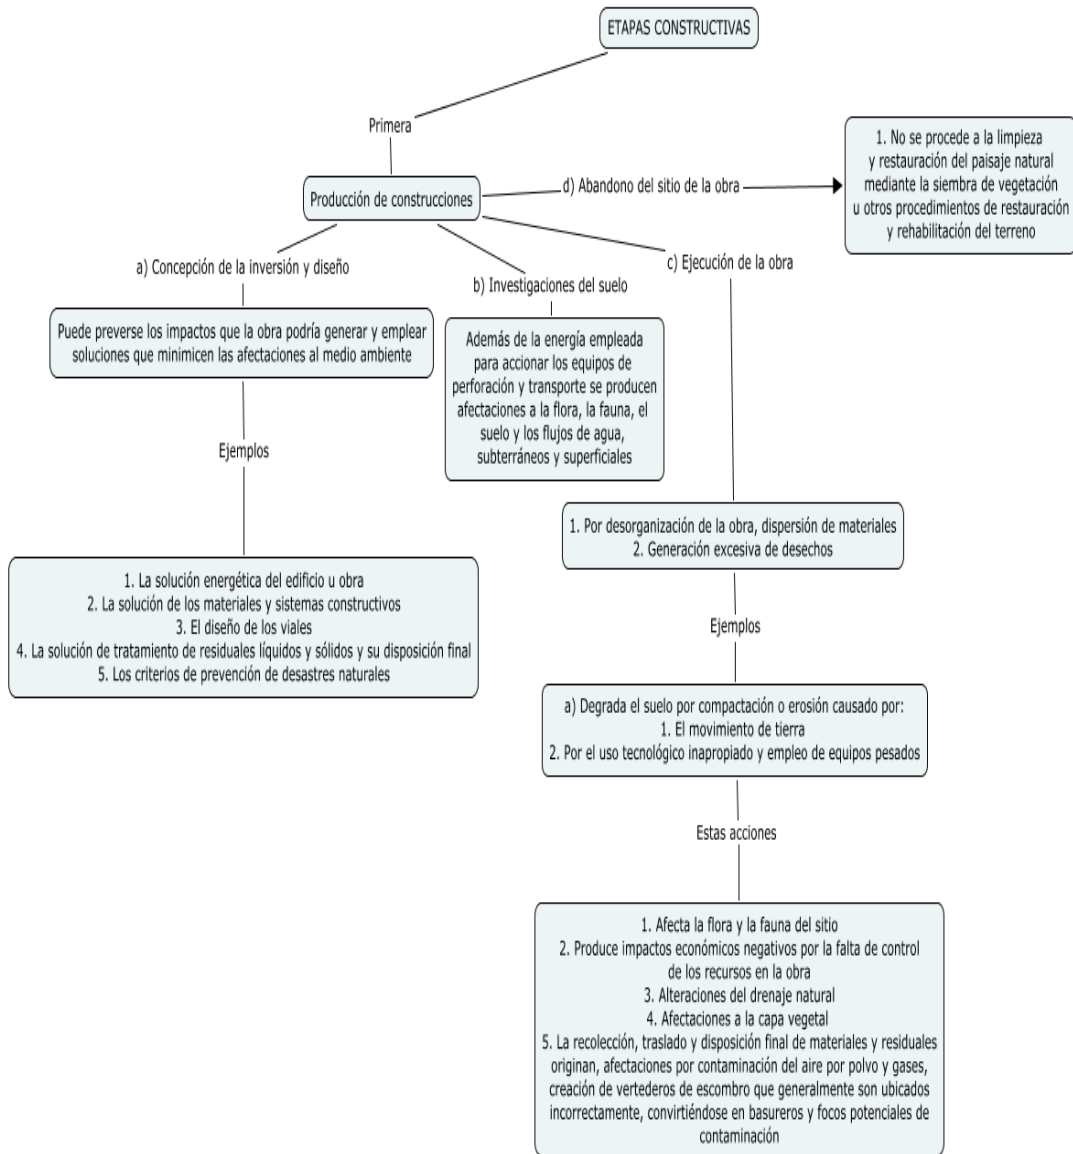 ETAPAS CONSTRUCTIVAS
Primera
Producción de construcciones
d) Abandono del sitio de la obra
1. No se procede a la limpieza
y restauración del paisaje natural
mediante la siembra de vegetación
u otros procedimientos de restauración
y rehabilitación del terreno
a) Concepción de la inversión y diseño
Puede preverse los impactos que la obra podría generar y emplear
soluciones que minimicen las afectaciones al medio ambiente
Ejemplos
1. La solución energética del edificio u obra
2. La solución de los materiales y sistemas constructivos
3. El diseño de los viales
4. La solución de tratamiento de residuales líquidos y sólidos y su disposición final
5. Los criterios de prevención de desastres naturales
b) Investigaciones del suelo
Además de la energía empleada
para accionar los equipos de
perforación y transporte se producen
afectaciones a la flora, la fauna, el
suelo y los flujos de agua,
subterráneos y superficiales
c) Ejecución de la obra
1. Por desorganización de la obra, dispersión de materiales
2. Generación excesiva de desechos
Ejemplos
a) Degrada el suelo por compactación o erosión causado por:
1. El movimiento de tierra
2. Por el uso tecnológico inapropiado y empleo de equipos pesados
Estas acciones
1. Afecta la flora y la fauna del sitio
2. Produce impactos económicos negativos por la falta de control
de los recursos en la obra
3. Alteraciones del drenaje natural
4. Afectaciones a la capa vegetal
5. La recolección, traslado y disposición final de materiales y residuales
originan, afectaciones por contaminación del aire por polvo y gases,
creación de vertederos de escombro que generalmente son ubicados
incorrectamente, convirtiéndose en basureros y focos potenciales de
contaminación